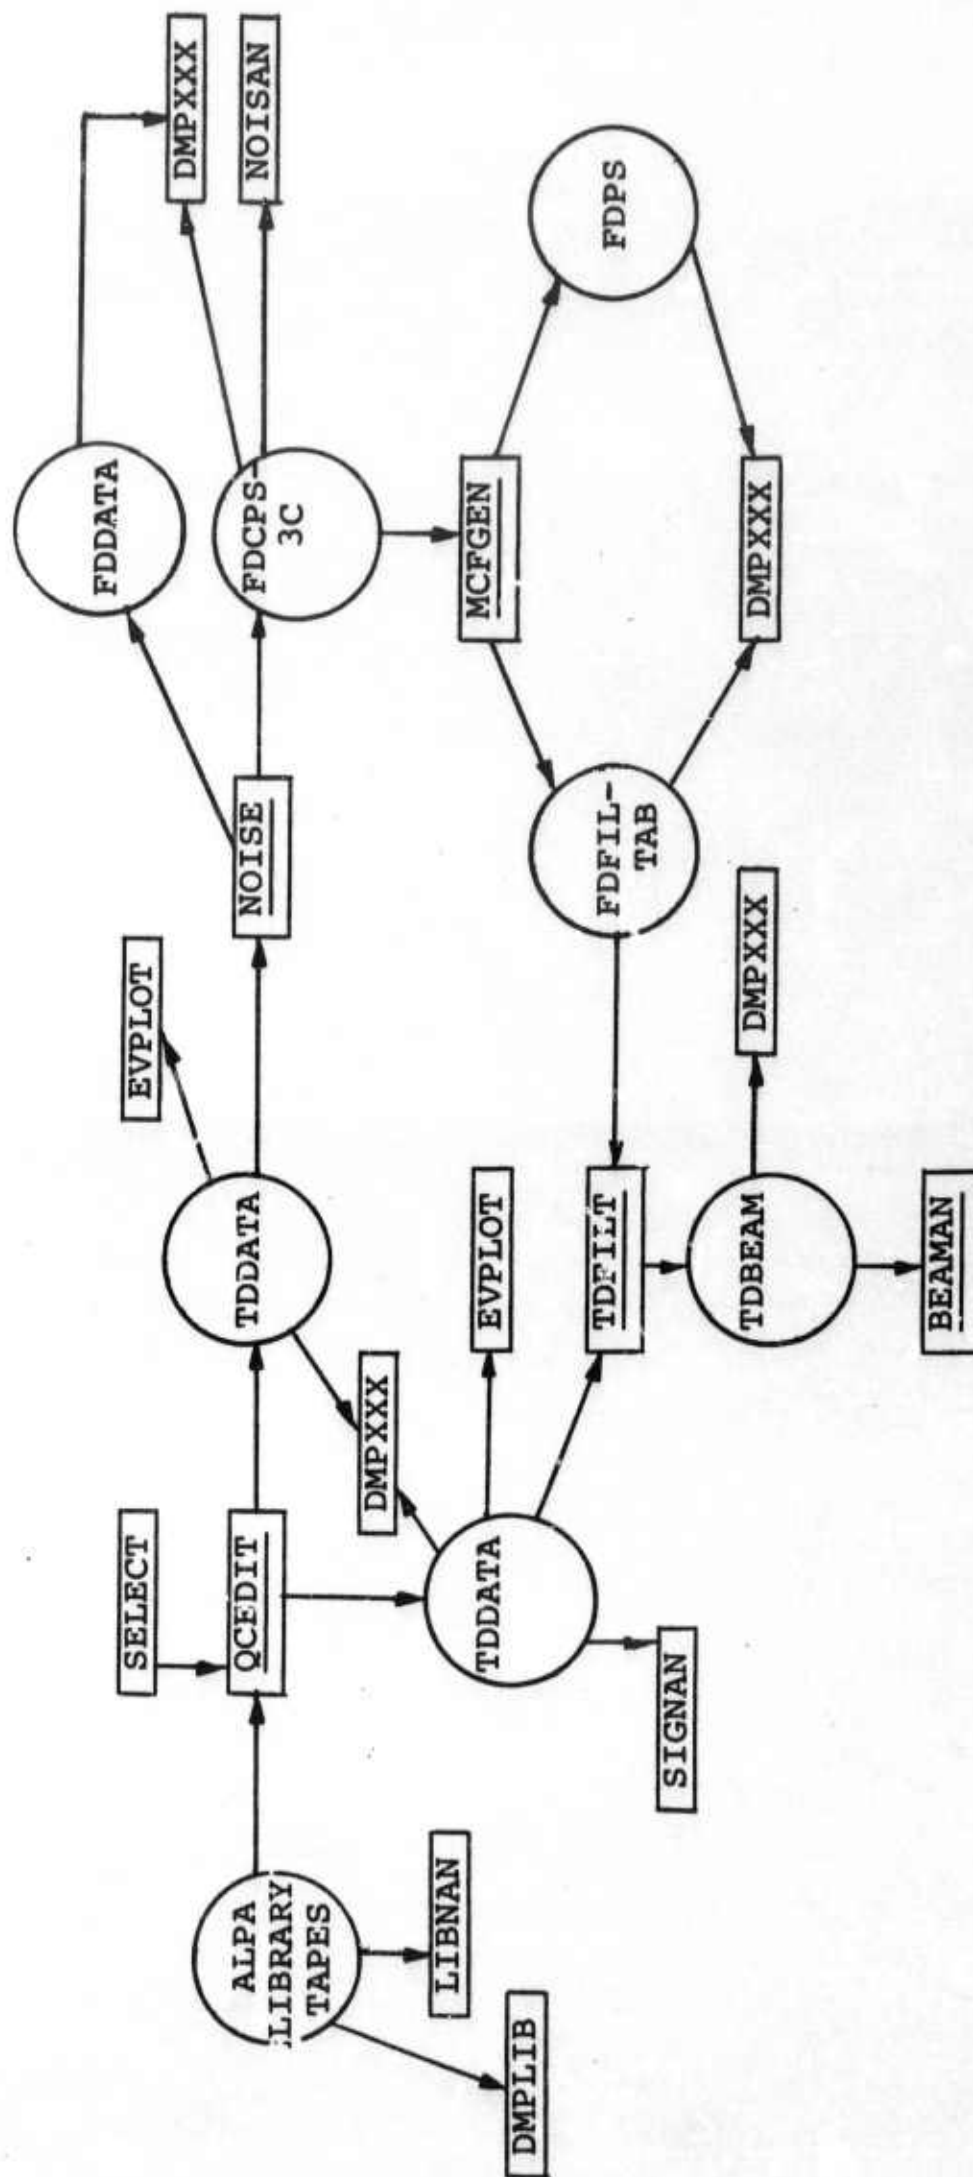 SELECT
EVPLOT
FDDATA
DMPXXX
ALPA
LIBRARY
TAPES
QCEDIT
TDDATA
NOISE
FDCPS-
3C
NOISAN
LIBNAN
DMPXXX
DMPLIB
TDDATA
EVPLOT
MCFGEN
SIGNAN
TDFILT
FDFIL-
TAB
FDPS
TDBEAM
DMPXXX
DMPXXX
BEAMAN